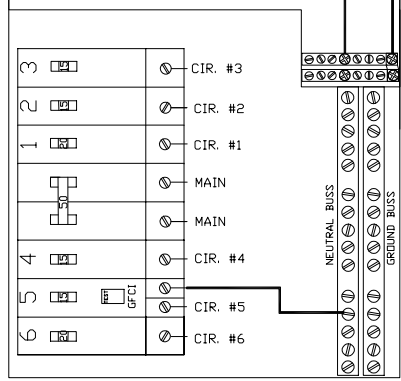 3 15 CIR. #3
2 15 CIR. #2
1 20 CIR. #1
50 MAIN
MAIN
4 15 CIR. #4
5 15 TEST GFCI CIR. #5
6 20 CIR. #6
NEUTRAL BUSS
GROUND BUSS